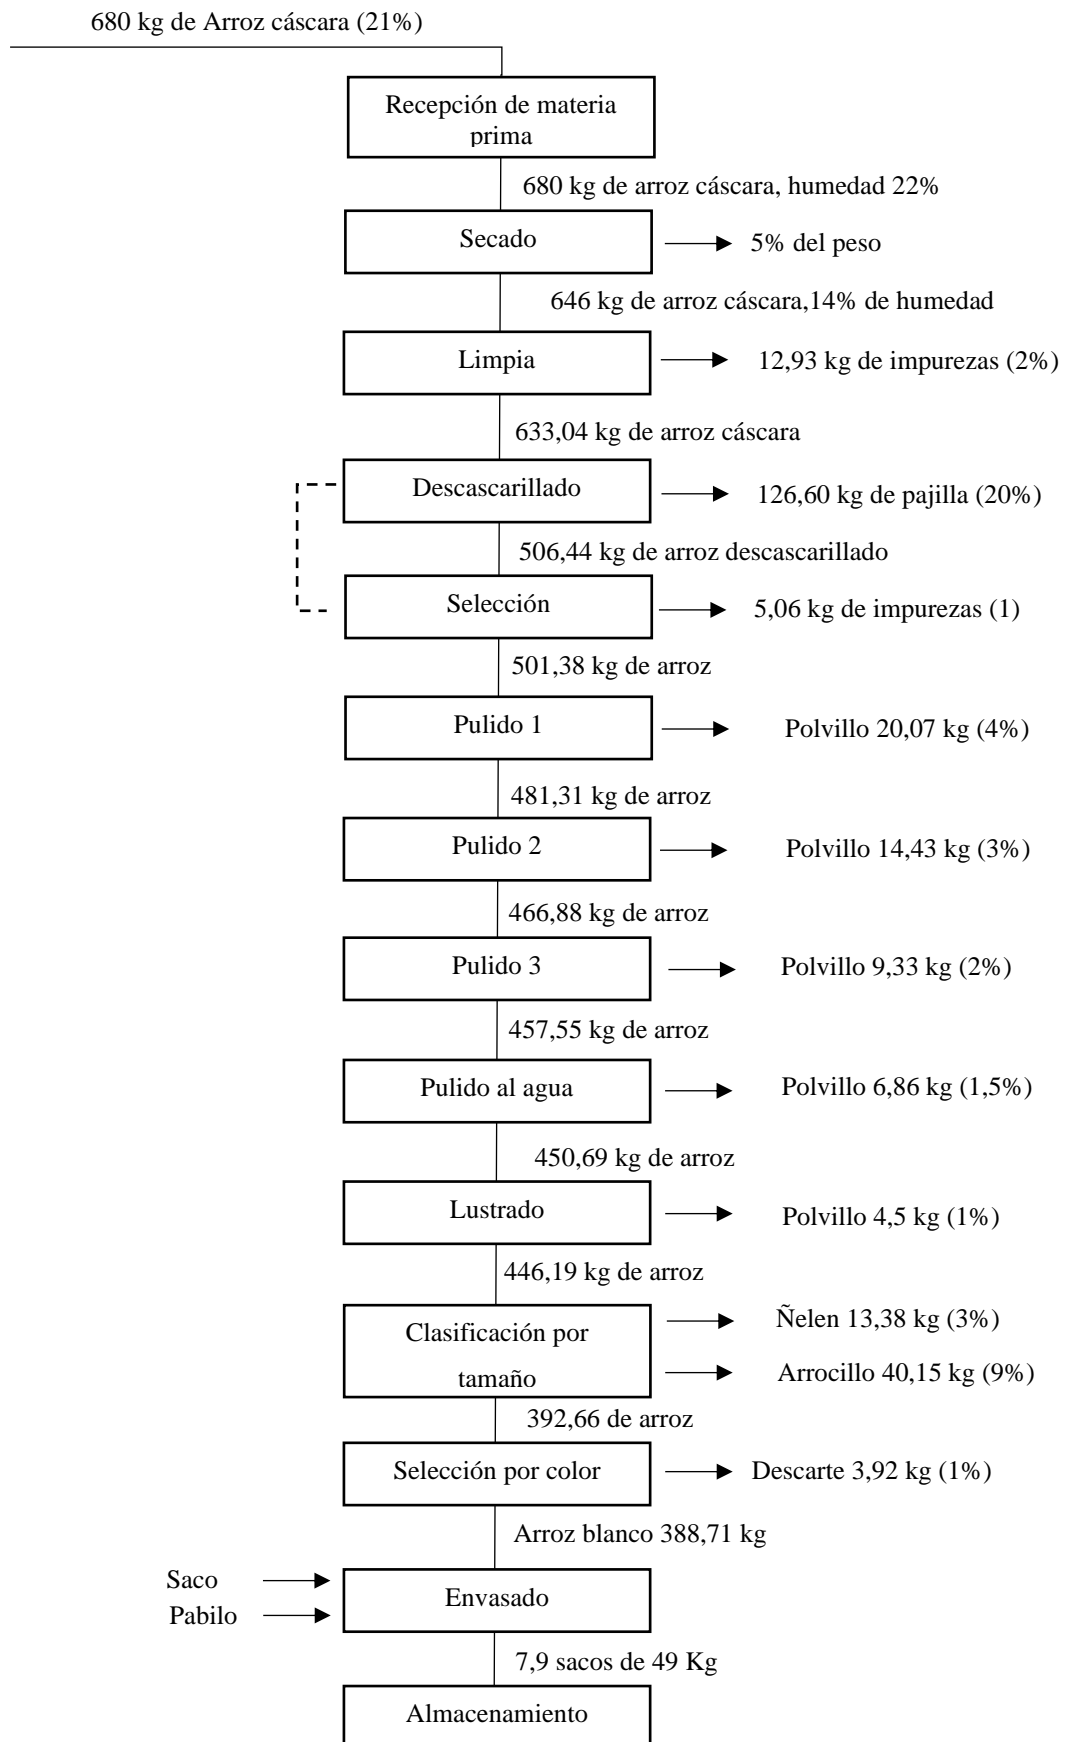 680 kg de Arroz cáscara (21%)
Recepción de materia
prima
680 kg de arroz cáscara, humedad 22%
Secado
5% del peso
646 kg de arroz cáscara,14% de humedad
Limpia
12,93 kg de impurezas (2%)
633,04 kg de arroz cáscara
Descascarillado
126,60 kg de pajilla (20%)
506,44 kg de arroz descascarillado
Selección
5,06 kg de impurezas (1)
501,38 kg de arroz
Pulido 1
Polvillo 20,07 kg (4%)
481,31 kg de arroz
Pulido 2
Polvillo 14,43 kg (3%)
466,88 kg de arroz
Pulido 3
Polvillo 9,33 kg (2%)
457,55 kg de arroz
Pulido al agua
Polvillo 6,86 kg (1,5%)
450,69 kg de arroz
Lustrado
Polvillo 4,5 kg (1%)
446,19 kg de arroz
Clasificación por
tamaño
Ñelen 13,38 kg (3%)
Arrocillo 40,15 kg (9%)
392,66 de arroz
Selección por color
Descarte 3,92 kg (1%)
Arroz blanco 388,71 kg
Saco
Pabilo
Envasado
7,9 sacos de 49 Kg
Almacenamiento